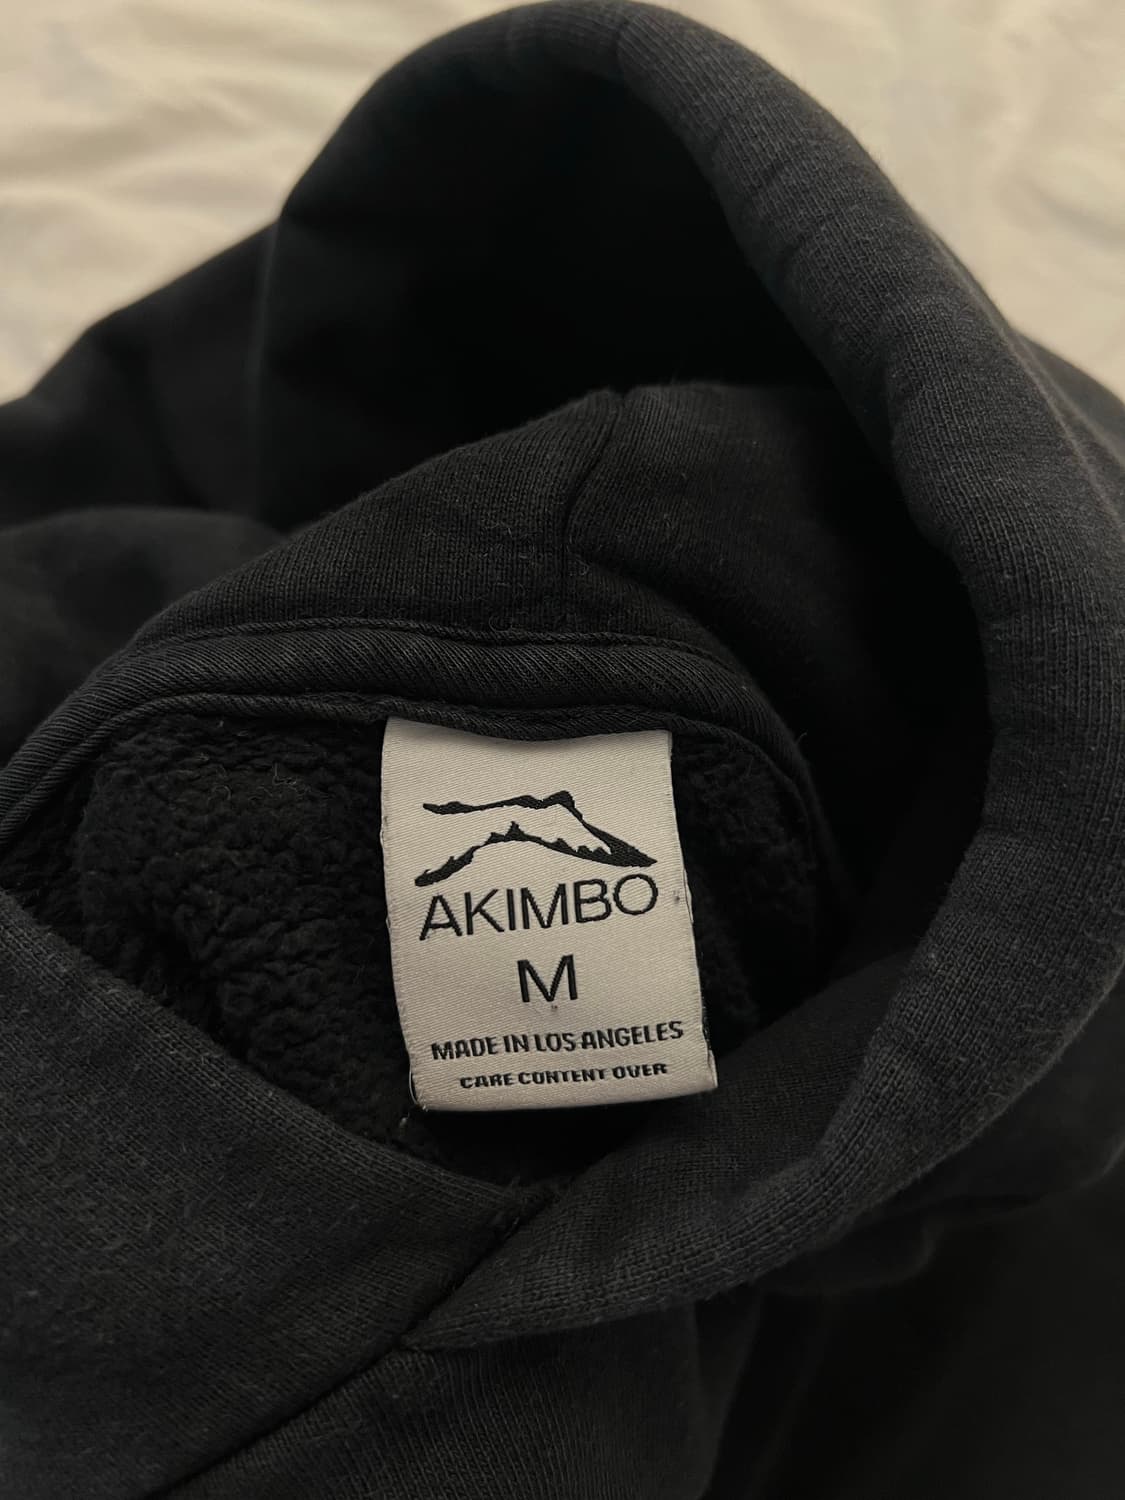 AKIMBO
M
MADE IN LOS ANGELES
CARE CONTENT OVER